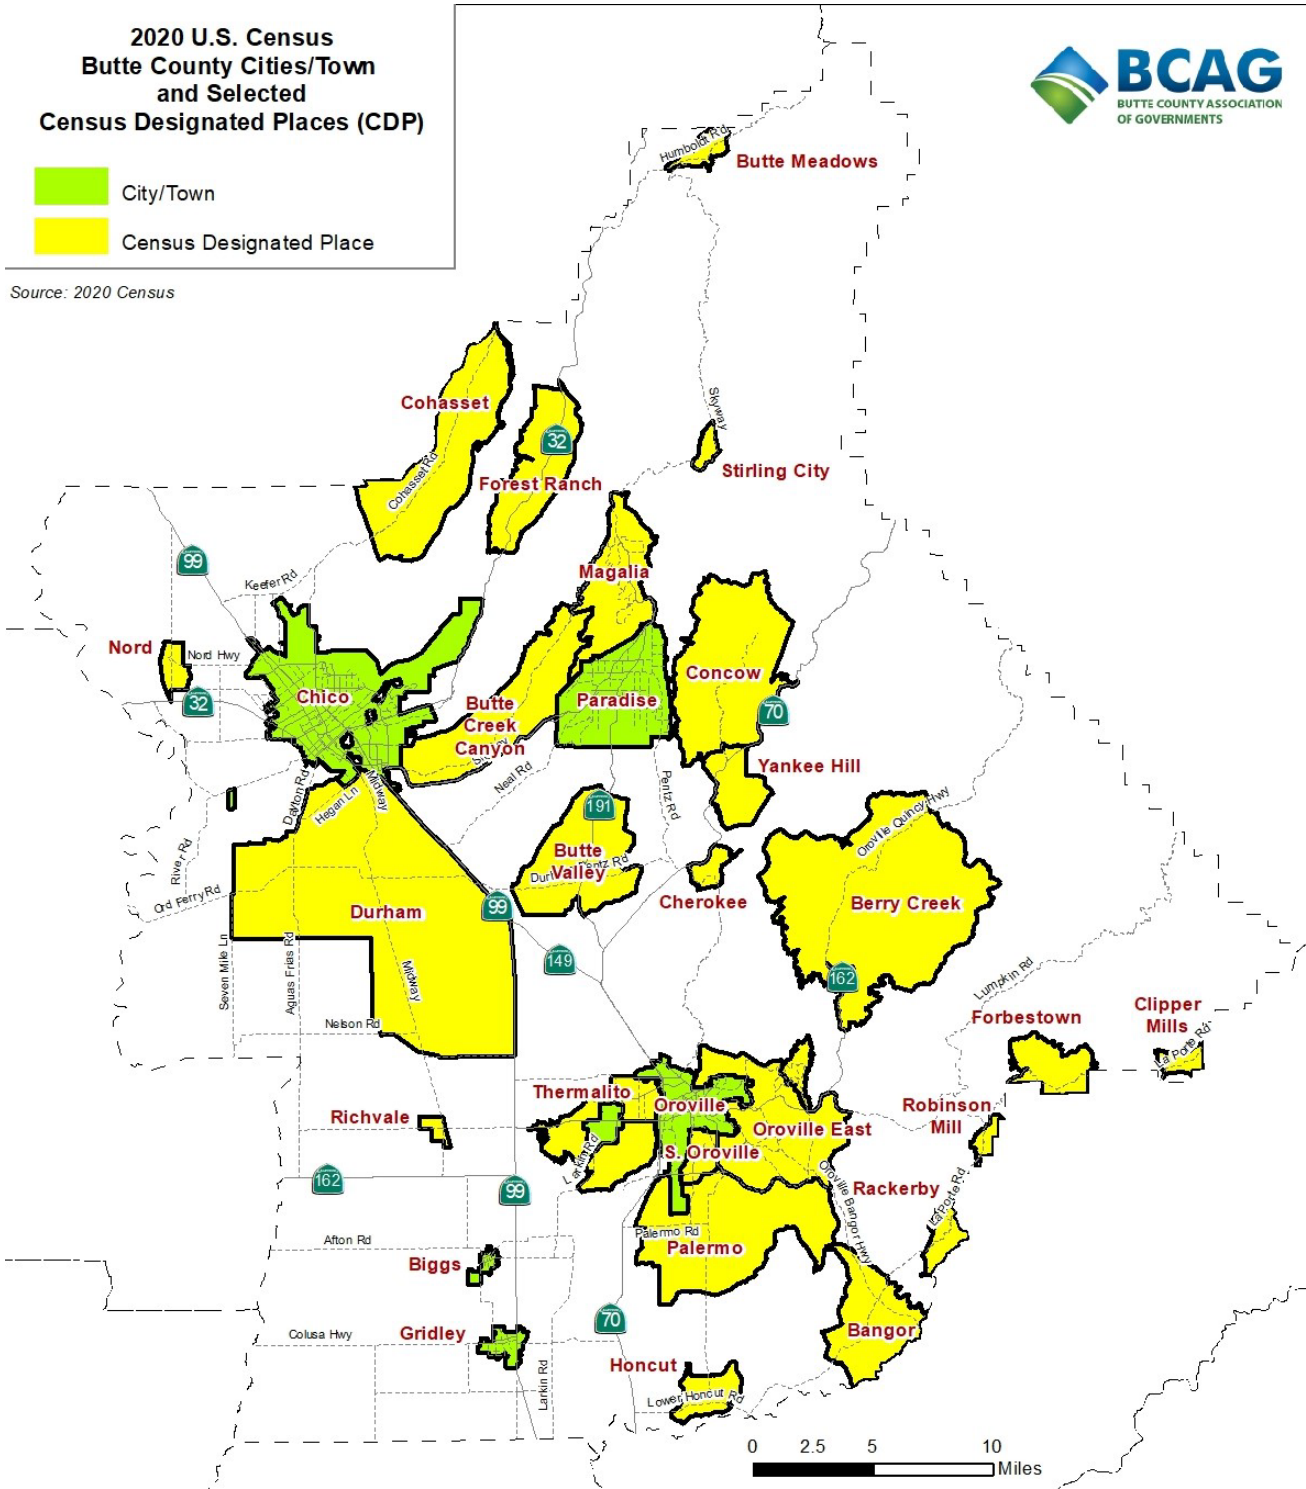 2020 U.S. Census
Butte County Cities/Town
and Selected
Census Designated Places (CDP)
City/Town
Census Designated Place
Source: 2020 Census
BCAG
BUTTE COUNTY ASSOCIATION
OF GOVERNMENTS
Humboldt Rd
Butte Meadows
Skyway
Cohasset
32
Stirling City
Forest Ranch
Cohasset Rd
99
Magalia
Keefer Rd
Nord
Nord Hwy
Concow
Chico
Paradise
32
Butte
Creek
Canyon
70
Yankee Hill
Neal Rd
Pentz Rd
Dayton Rd
Hegan Ln
Midway
191
Oroville Quincy Hwy
River Rd
Butte
Valley
Pentz Rd
Ord Ferry Rd
Cherokee
Berry Creek
Durham
99
Seven Mile Ln
Aguas Frias Rd
Midway
149
162
Lumpkin Rd
Nelson Rd
Forbestown
Clipper
Mills
La Porte Rd
Thermalito
Oroville
Robinson
Mill
Richvale
Oroville East
Larkin Rd
S. Oroville
162
99
Rackerby
La Porte Rd
Oroville Bangor Hwy
Afton Rd
Palermo Rd
Palermo
Biggs
70
Colusa Hwy
Gridley
Bangor
Honcut
Larkin Rd
Lower Honcut Rd
0 2.5 5 10
Miles